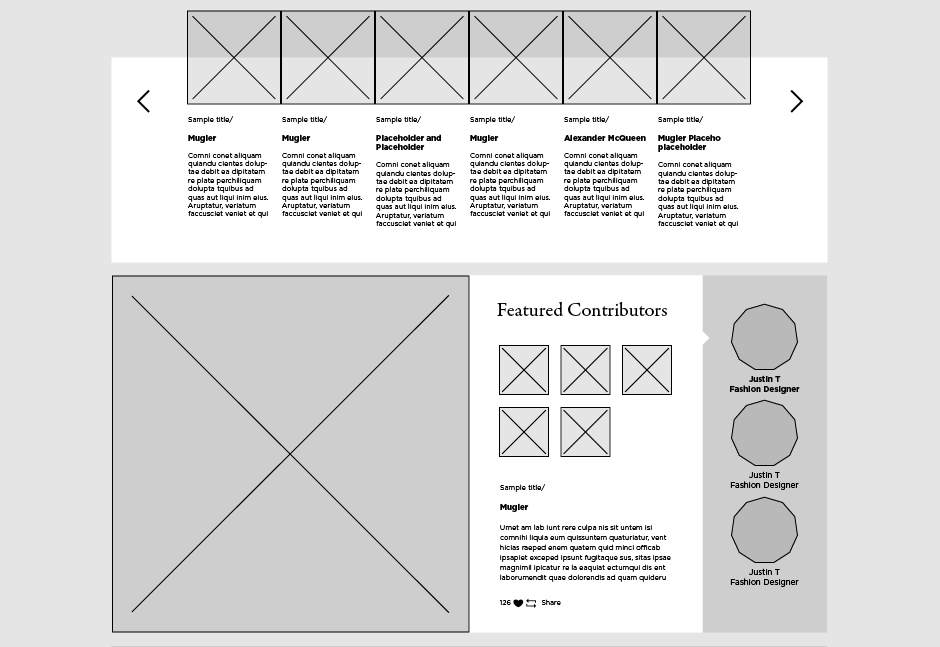 Sample title/
Mugler
Comni conet aliquam
quiandu cientes dolup-
tae debit ea dipitatem
re plate perchiliquam
dolupta tquibus ad
quas aut liqui inim eius.
Aruptatur, veriatum
faccusciet veniet et qui
Sample title/
Mugler
Comni conet aliquam
quiandu cientes dolup-
tae debit ea dipitatem
re plate perchiliquam
dolupta tquibus ad
quas aut liqui inim eius.
Aruptatur, veriatum
faccusciet veniet et qui
Sample title/
Placeholder and
Placeholder
Comni conet aliquam
quiandu cientes dolup-
tae debit ea dipitatem
re plate perchiliquam
dolupta tquibus ad
quas aut liqui inim eius.
Aruptatur, veriatum
faccusciet veniet et qui
Sample title/
Mugler
Comni conet aliquam
quiandu cientes dolup-
tae debit ea dipitatem
re plate perchiliquam
dolupta tquibus ad
quas aut liqui inim eius.
Aruptatur, veriatum
faccusciet veniet et qui
Sample title/
Alexander McQueen
Comni conet aliquam
quiandu cientes dolup-
tae debit ea dipitatem
re plate perchiliquam
dolupta tquibus ad
quas aut liqui inim eius.
Aruptatur, veriatum
faccusciet veniet et qui
Sample title/
Mugler Placeho
placeholder
Comni conet aliquam
quiandu cientes dolup-
tae debit ea dipitatem
re plate perchiliquam
dolupta tquibus ad
quas aut liqui inim eius.
Aruptatur, veriatum
faccusciet veniet et qui
Featured Contributors
Sample title/
Mugler
Umet am lab iunt rere culpa nis sit untem isi
comnihi liquia eum quissuntem quaturiatur, vent
hicias raeped enem quatem quid minci officab
ipsapiet exceped ipsunt fugitaque sus, sitas ipsae
magnimil ipicatur re la eaquiat ectumqui dis ent
laborumendit quae dolorendis ad quam quideru
126 Share
Justin T
Fashion Designer
Justin T
Fashion Designer
Justin T
Fashion Designer